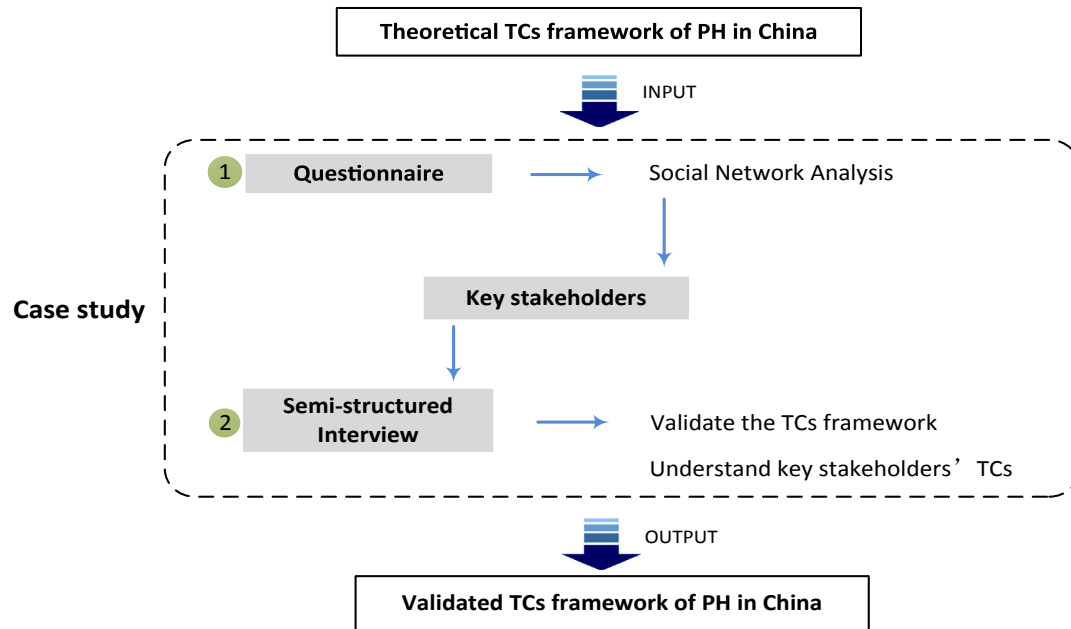 Theoretical TCs framework of PH in China
INPUT
1
Questionnaire
Social Network Analysis
Key stakeholders
Case study
2
Semi-structured
Interview
Validate the TCs framework
Understand key stakeholders’ TCs
OUTPUT
Validated TCs framework of PH in China